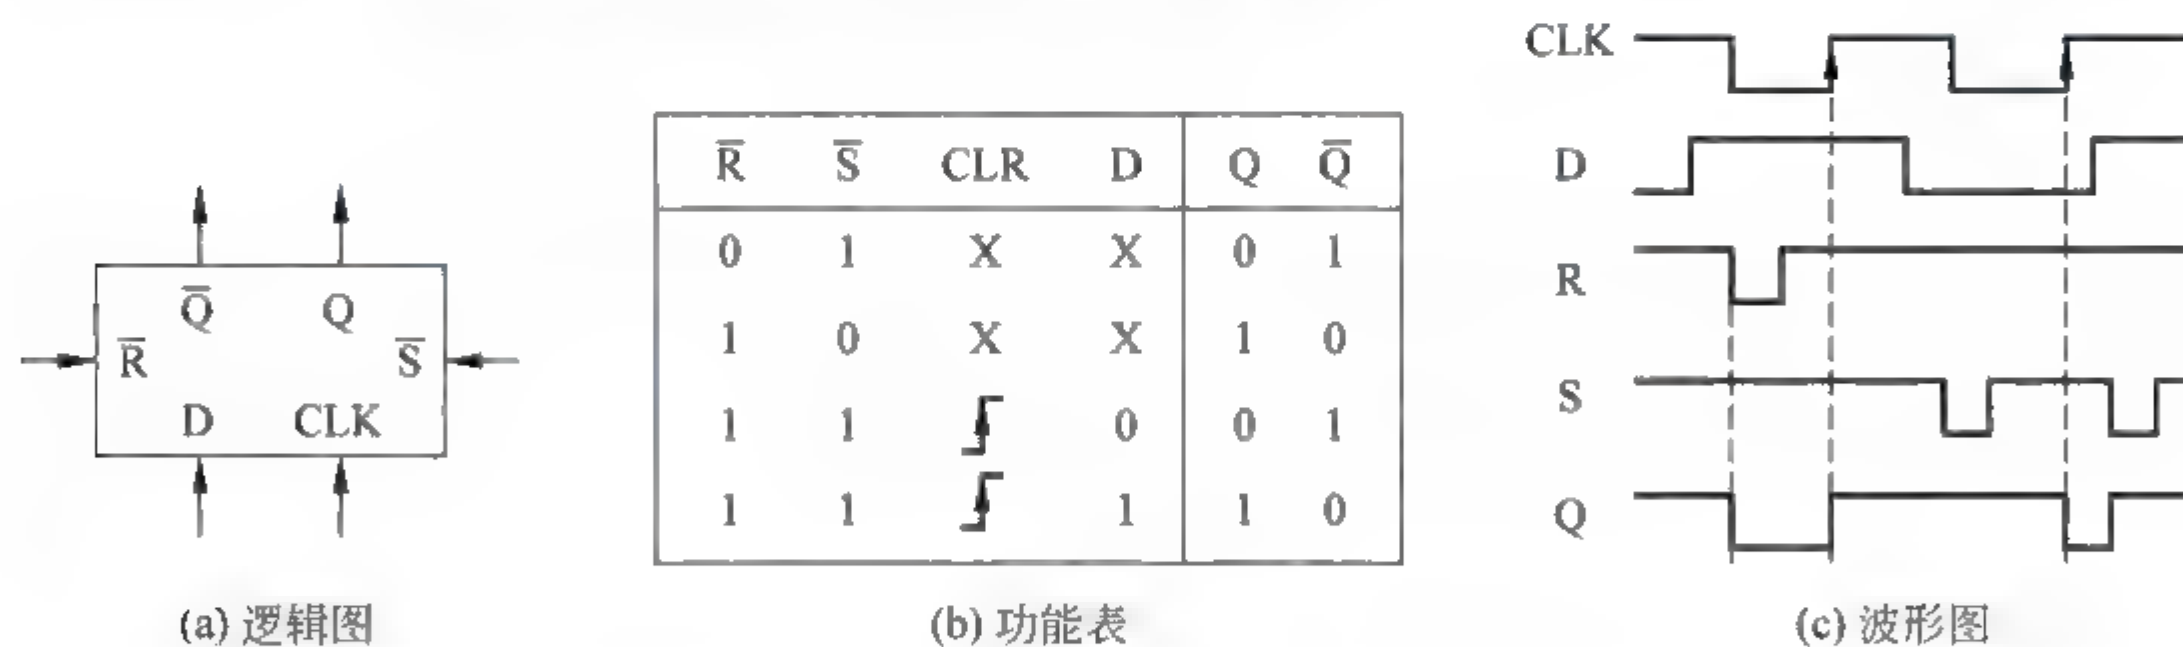 Q̅ Q
R̅ S̅
D CLK
(a) 逻辑图
R̅ S̅ CLR D Q Q̅
0 1 X X 0 1
1 0 X X 1 0
1 1 0 0 1
1 1 1 1 0
(b) 功能表
CLK
D
R
S
Q
(c) 波形图